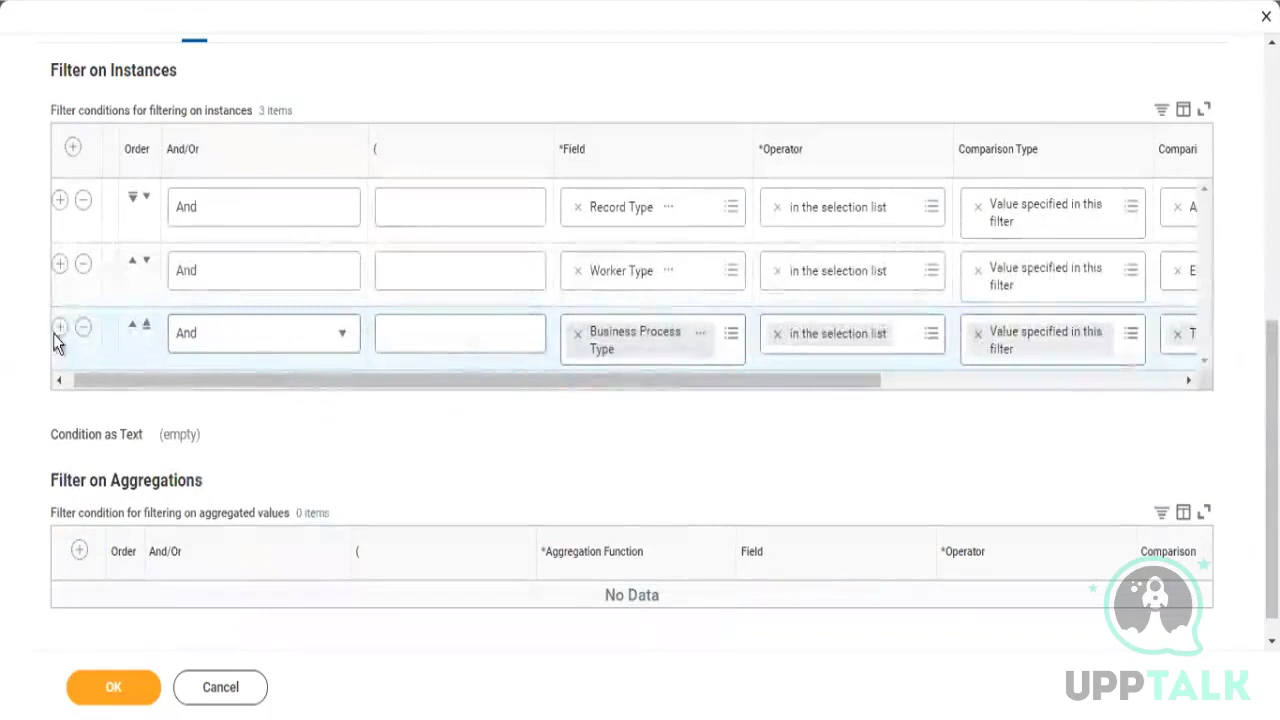 Filter on Instances
Filter conditions for filtering on instances 3 items
Order And/Or ( *Field *Operator Comparison Type Compari
And Record Type ... in the selection list Value specified in this filter A
And Worker Type ... in the selection list Value specified in this filter E
And Business Process Type ... in the selection list Value specified in this filter T
Condition as Text (empty)
Filter on Aggregations
Filter condition for filtering on aggregated values 0 items
Order And/Or ( *Aggregation Function Field *Operator Comparison
No Data
OK Cancel
UPPTALK